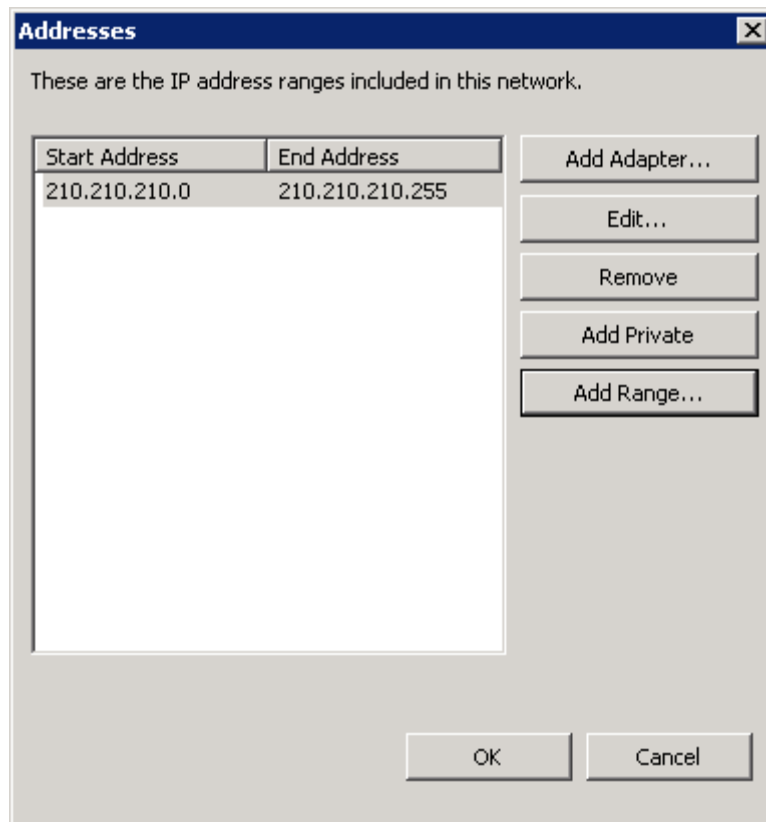 Addresses
These are the IP address ranges included in this network.
Start Address End Address
210.210.210.0 210.210.210.255
Add Adapter...
Edit...
Remove
Add Private
Add Range...
OK Cancel